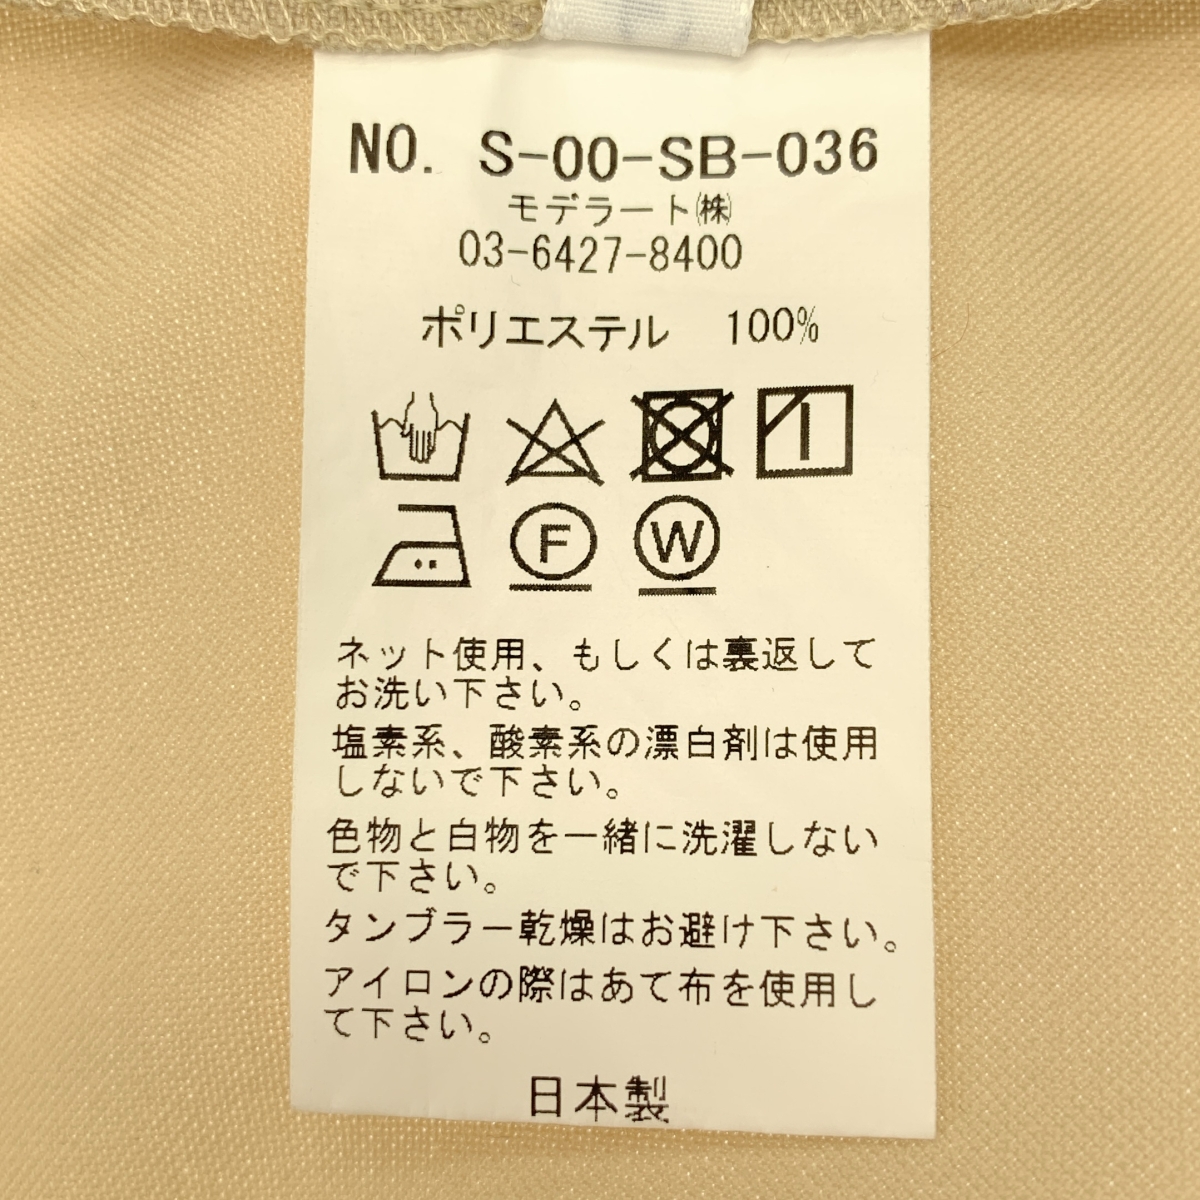 NO. S-00-SB-036
モデラート㈱
03-6427-8400
ポリエステル 100%
F W
ネット使用、もしくは裏返して
お洗い下さい。
塩素系、酸素系の漂白剤は使用
しないで下さい。
色物と白物を一緒に洗濯しない
で下さい。
タンブラー乾燥はお避け下さい。
アイロンの際はあて布を使用し
て下さい。
日本製